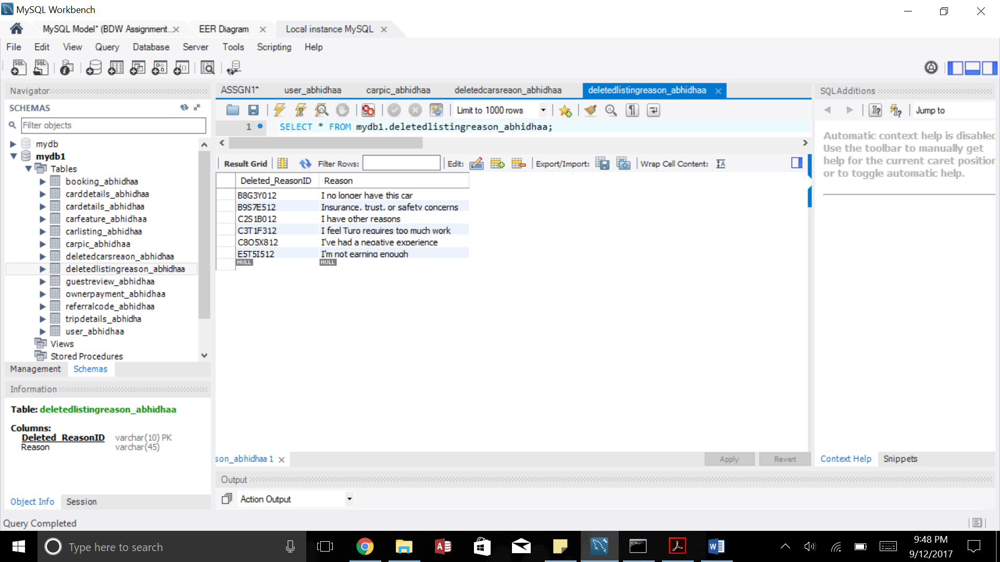 MySQL Workbench
MySQL Model* (BDW Assignment... EER Diagram Local instance MySQL
File Edit View Query Database Server Tools Scripting Help
Navigator
SCHEMAS
Filter objects
mydb
mydb1
Tables
booking_abhidhaa
carddetails_abhidhaa
cardetails_abhidhaa
carfeature_abhidhaa
carlisting_abhidhaa
carpic_abhidhaa
deletedcarsreaon_abhidhaa
deletedlistingreason_abhidhaa
guestreview_abhidhaa
ownerpayment_abhidhaa
referralcode_abhidhaa
tripdetails_abhidha
user_abhidhaa
Views
Stored Procedures
Management Schemas
Information
Table: deletedlistingreason_abhidhaa
Columns:
Deleted_ReasonID varchar(10) PK
Reason varchar(45)
Object Info Session
Query Completed
ASSGN1* user_abhidhaa carpic_abhidhaa deletedcarsreaon_abhidhaa deletedlistingreason_abhidhaa
Limit to 1000 rows
1 SELECT * FROM mydb1.deletedlistingreason_abhidhaa;
Result Grid Filter Rows: Edit: Export/Import: Wrap Cell Content:
Deleted_ReasonID Reason
B8G3Y012 I no longer have this car
B9S7E512 Insurance, trust, or safety concerns
C2S1B012 I have other reasons
C3T1F312 I feel Turo requires too much work
C8O5X812 I've had a negative experience
E5T5I512 I'm not earning enough
NULL NULL
son_abhidhaa 1
Apply Revert
Output
Action Output
SQLAdditions
Jump to
Automatic context help is disabled
Use the toolbar to manually get
help for the current caret position
or to toggle automatic help.
Context Help Snippets
Type here to search
9:48 PM
9/12/2017